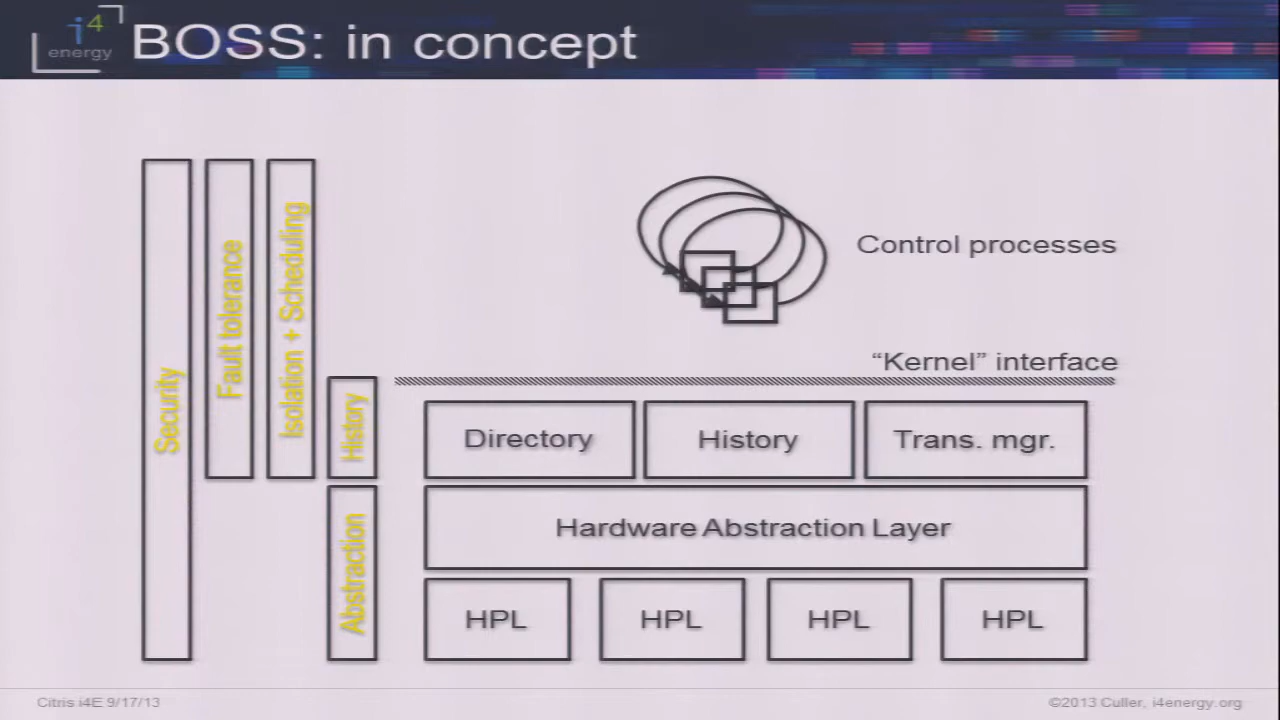 i4
energy
BOSS: in concept
Security
Fault tolerance
Isolation + Scheduling
History
Abstraction
Control processes
“Kernel” interface
Directory
History
Trans. mgr.
Hardware Abstraction Layer
HPL
HPL
HPL
HPL
Citris i4E 9/17/13
©2013 Culler, i4energy.org